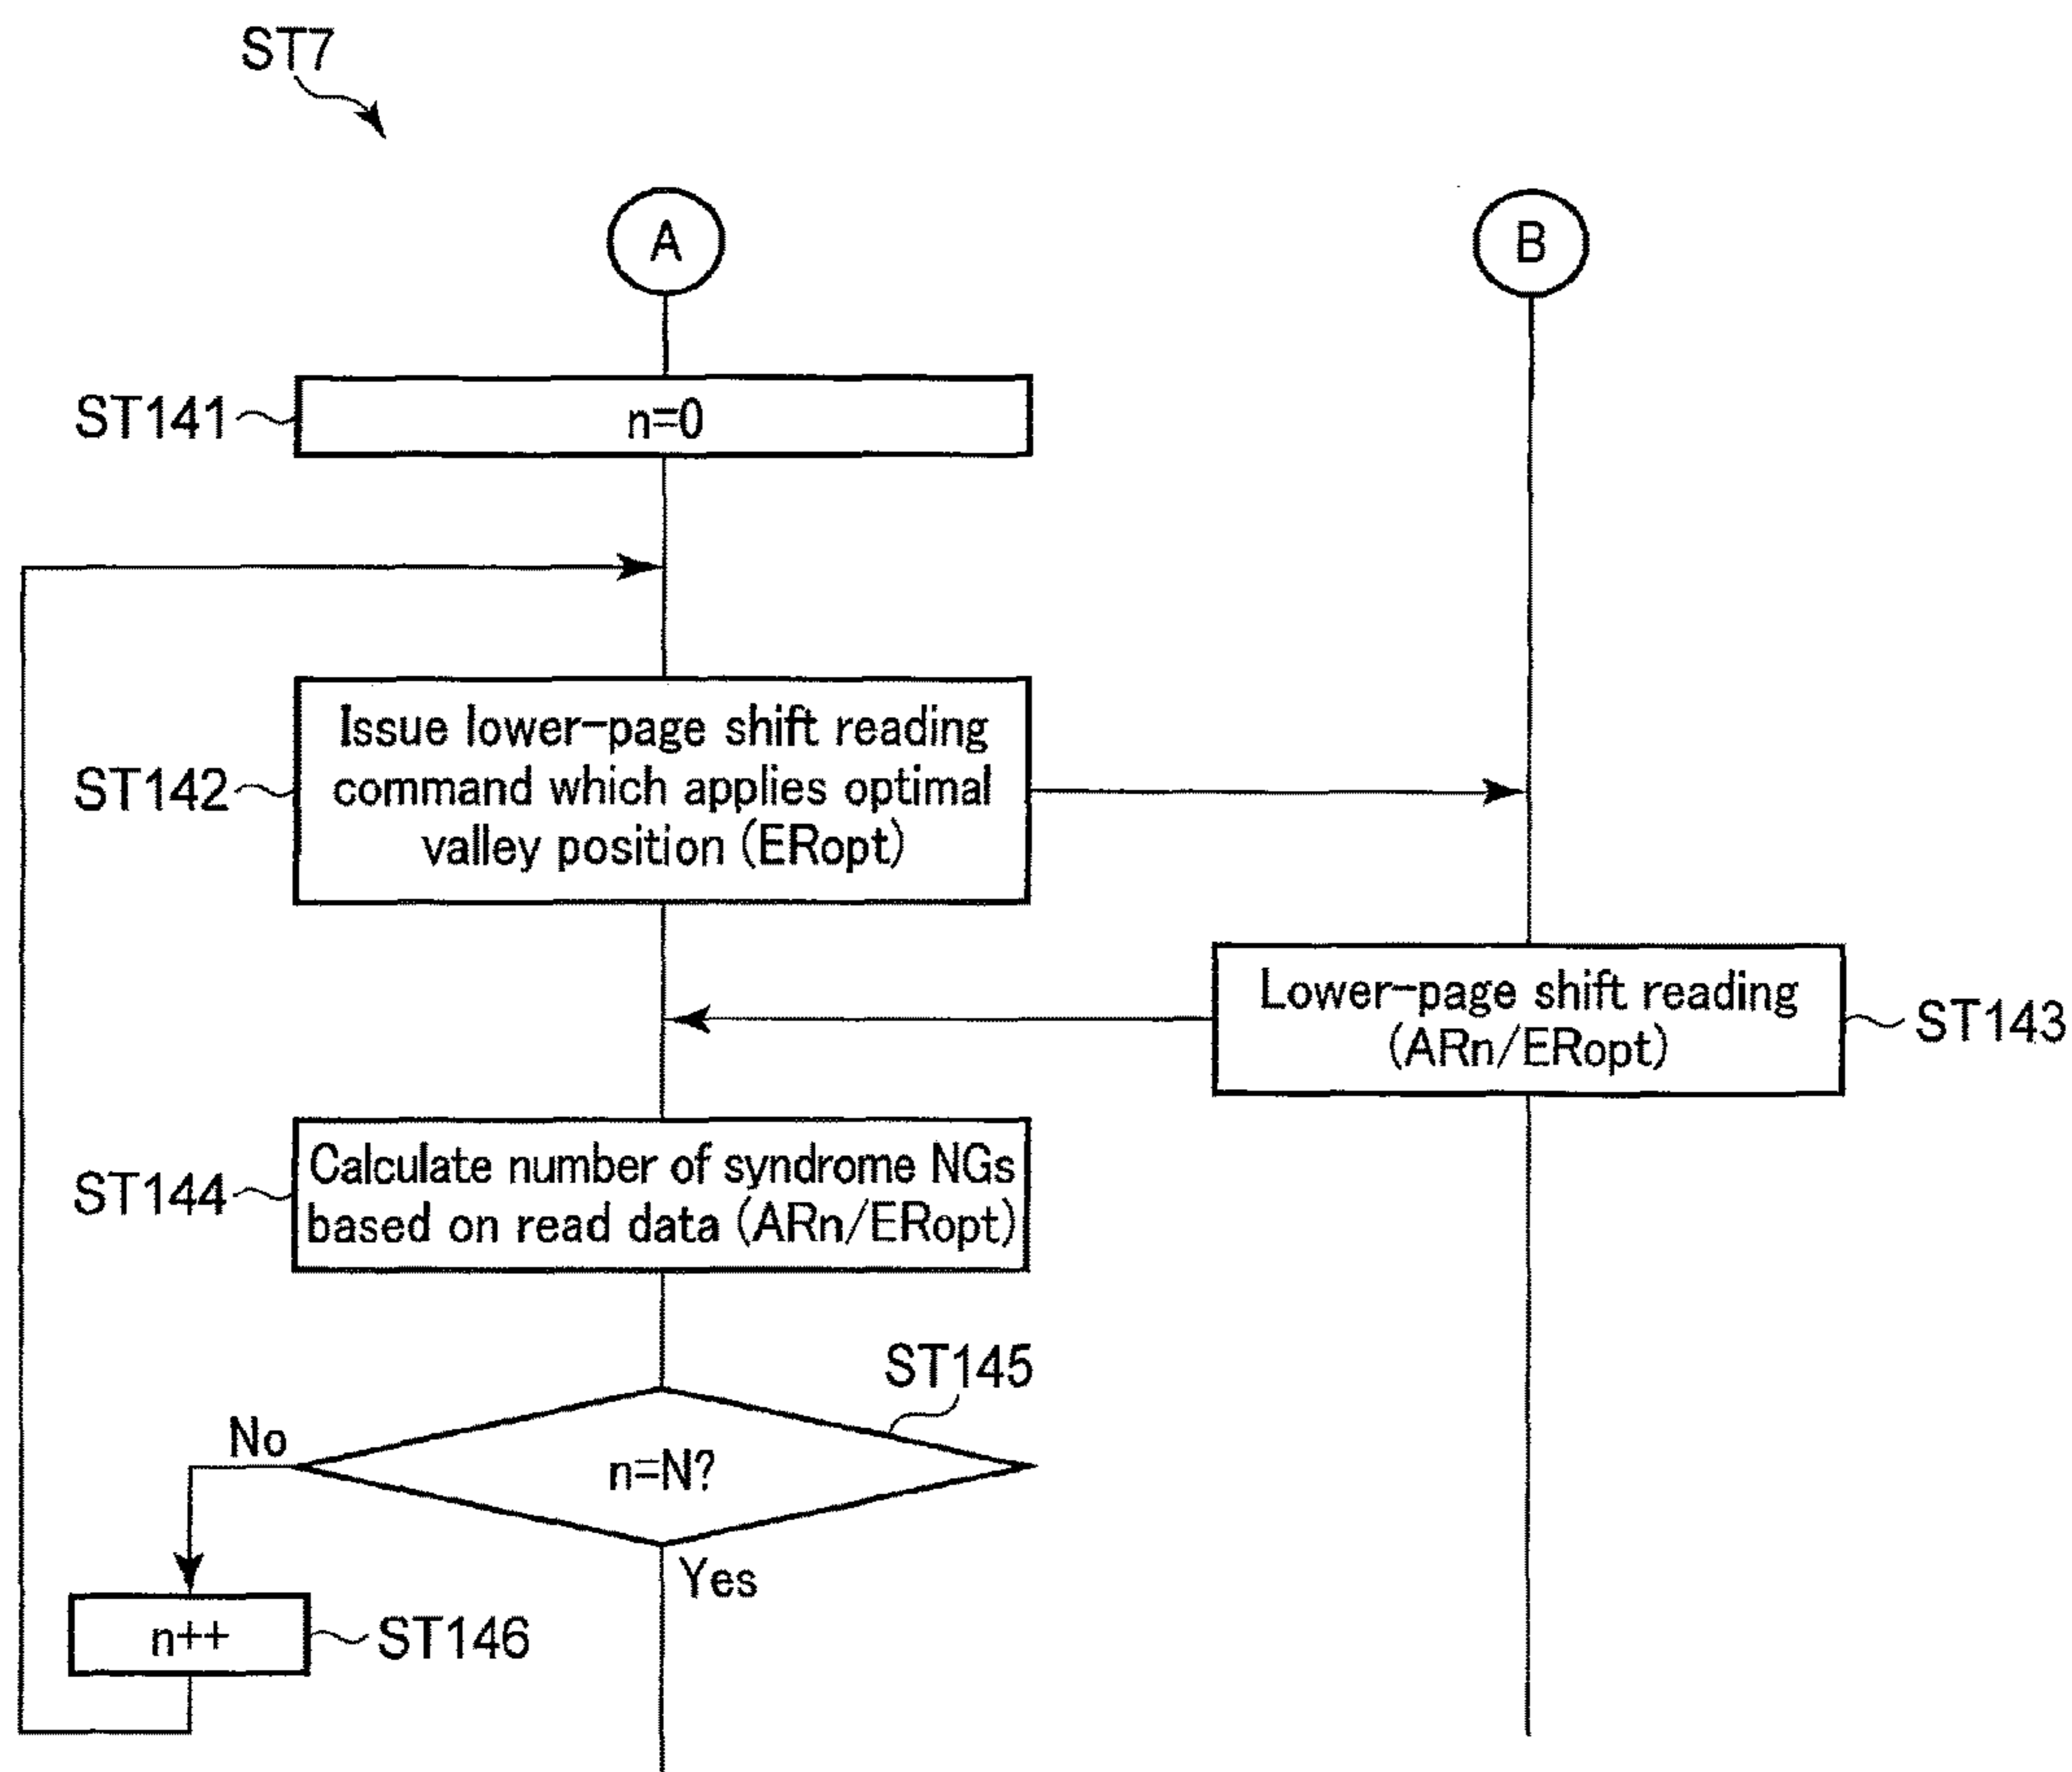 ST7
A
B
ST141
n=0
ST142
Issue lower-page shift reading
command which applies optimal
valley position (ERopt)
Lower-page shift reading
(ARn/ERopt)
ST143
ST144
Calculate number of syndrome NGs
based on read data (ARn/ERopt)
ST145
No
n=N?
Yes
n++
ST146